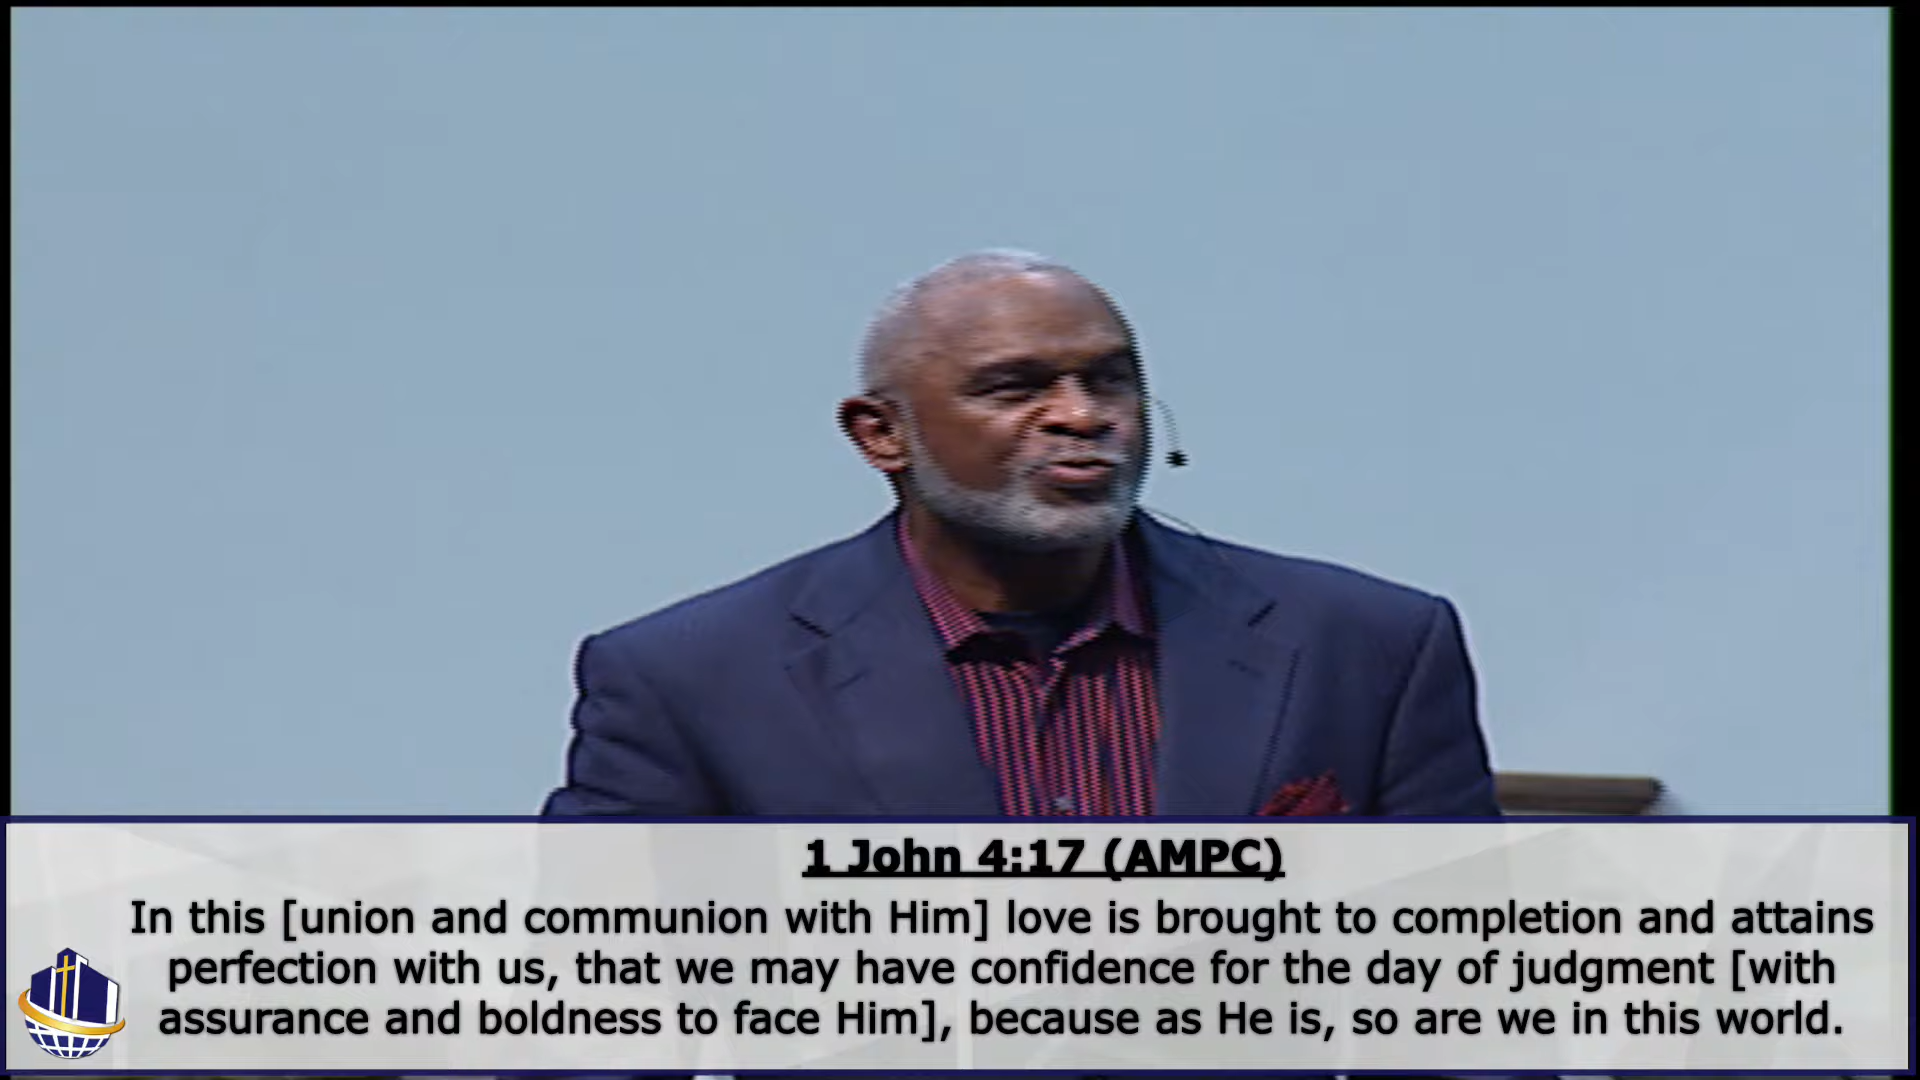 1 John 4:17 (AMPC)
In this [union and communion with Him] love is brought to completion and attains
perfection with us, that we may have confidence for the day of judgment [with
assurance and boldness to face Him], because as He is, so are we in this world.